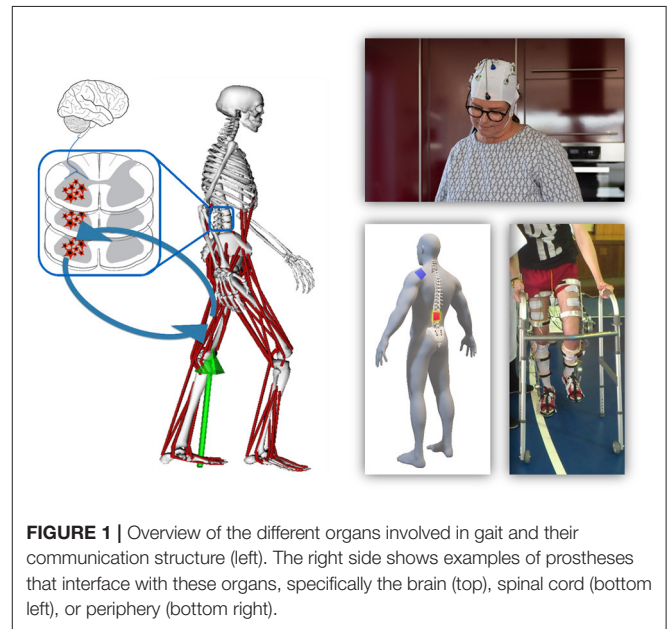 FIGURE 1 | Overview of the different organs involved in gait and their
communication structure (left). The right side shows examples of prostheses
that interface with these organs, specifically the brain (top), spinal cord (bottom
left), or periphery (bottom right).